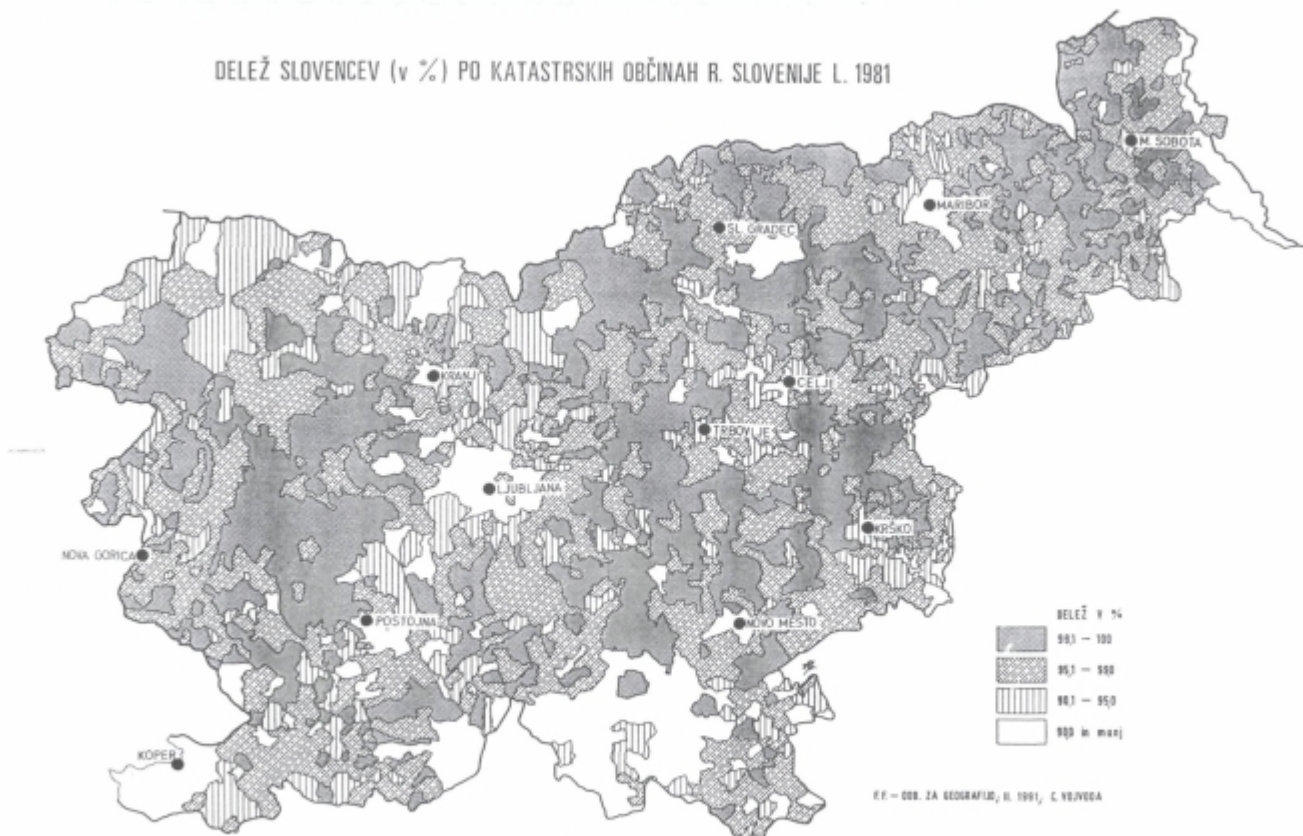 DELEŽ SLOVENCEV (v %) PO KATASTRSKIH OBČINAH R. SLOVENIJE L. 1981
M. SOBOTA
MARIBOR
SL. GRADEC
KRANJ
CELJE
TRBOVLJE
LJUBLJANA
KRŠKO
NOVA GORICA
POSTOJNA
NOVO MESTO
KOPER
DELEŽ V %
99,1 – 100
95,1 – 99,0
90,1 – 95,0
90,0 in manj
F.F. – ODD. ZA GEOGRAFIJO, II. 1991, C. VOJVODA